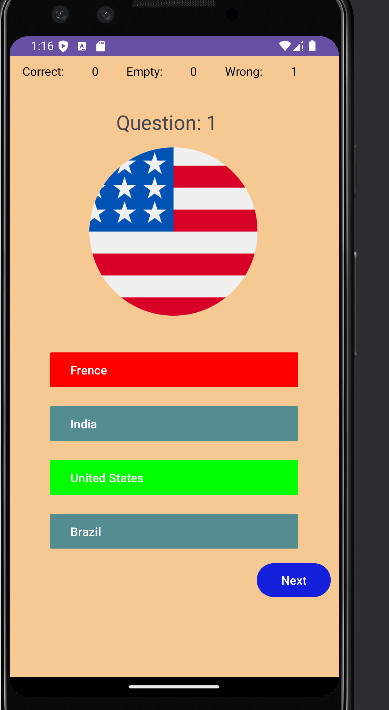 1:16
Correct: 0 Empty: 0 Wrong: 1
Question: 1
Frence
India
United States
Brazil
Next